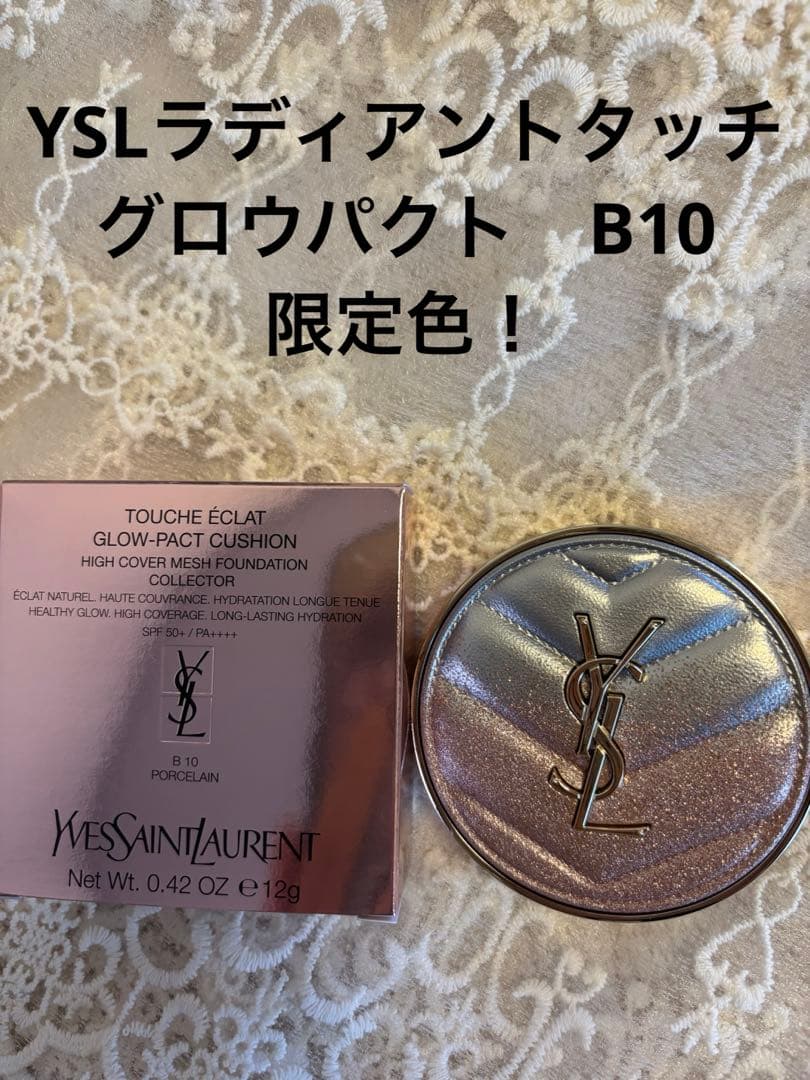 YSLラディアントタッチ
グロウパクト　B10
限定色！
TOUCHE ÉCLAT
GLOW-PACT CUSHION
HIGH COVER MESH FOUNDATION
COLLECTOR
ÉCLAT NATUREL. HAUTE COUVRANCE. HYDRATATION LONGUE TENUE
HEALTHY GLOW. HIGH COVERAGE. LONG-LASTING HYDRATION
SPF 50+ / PA++++
YSL
B 10
PORCELAIN
YVESSAINTLAURENT
Net Wt. 0.42 OZ ℮ 12g
YSL